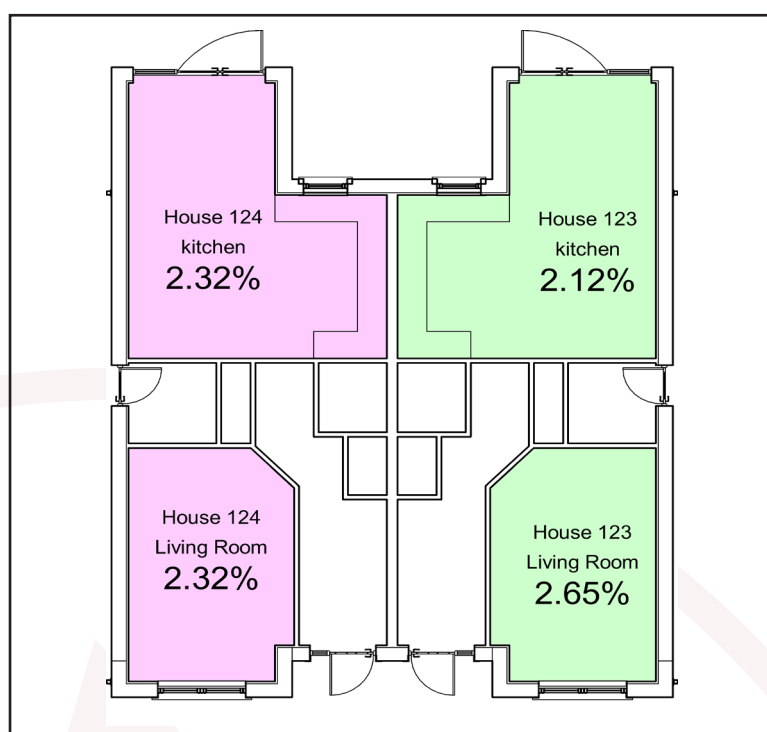 House 124
kitchen
2.32%
House 123
kitchen
2.12%
House 124
Living Room
2.32%
House 123
Living Room
2.65%